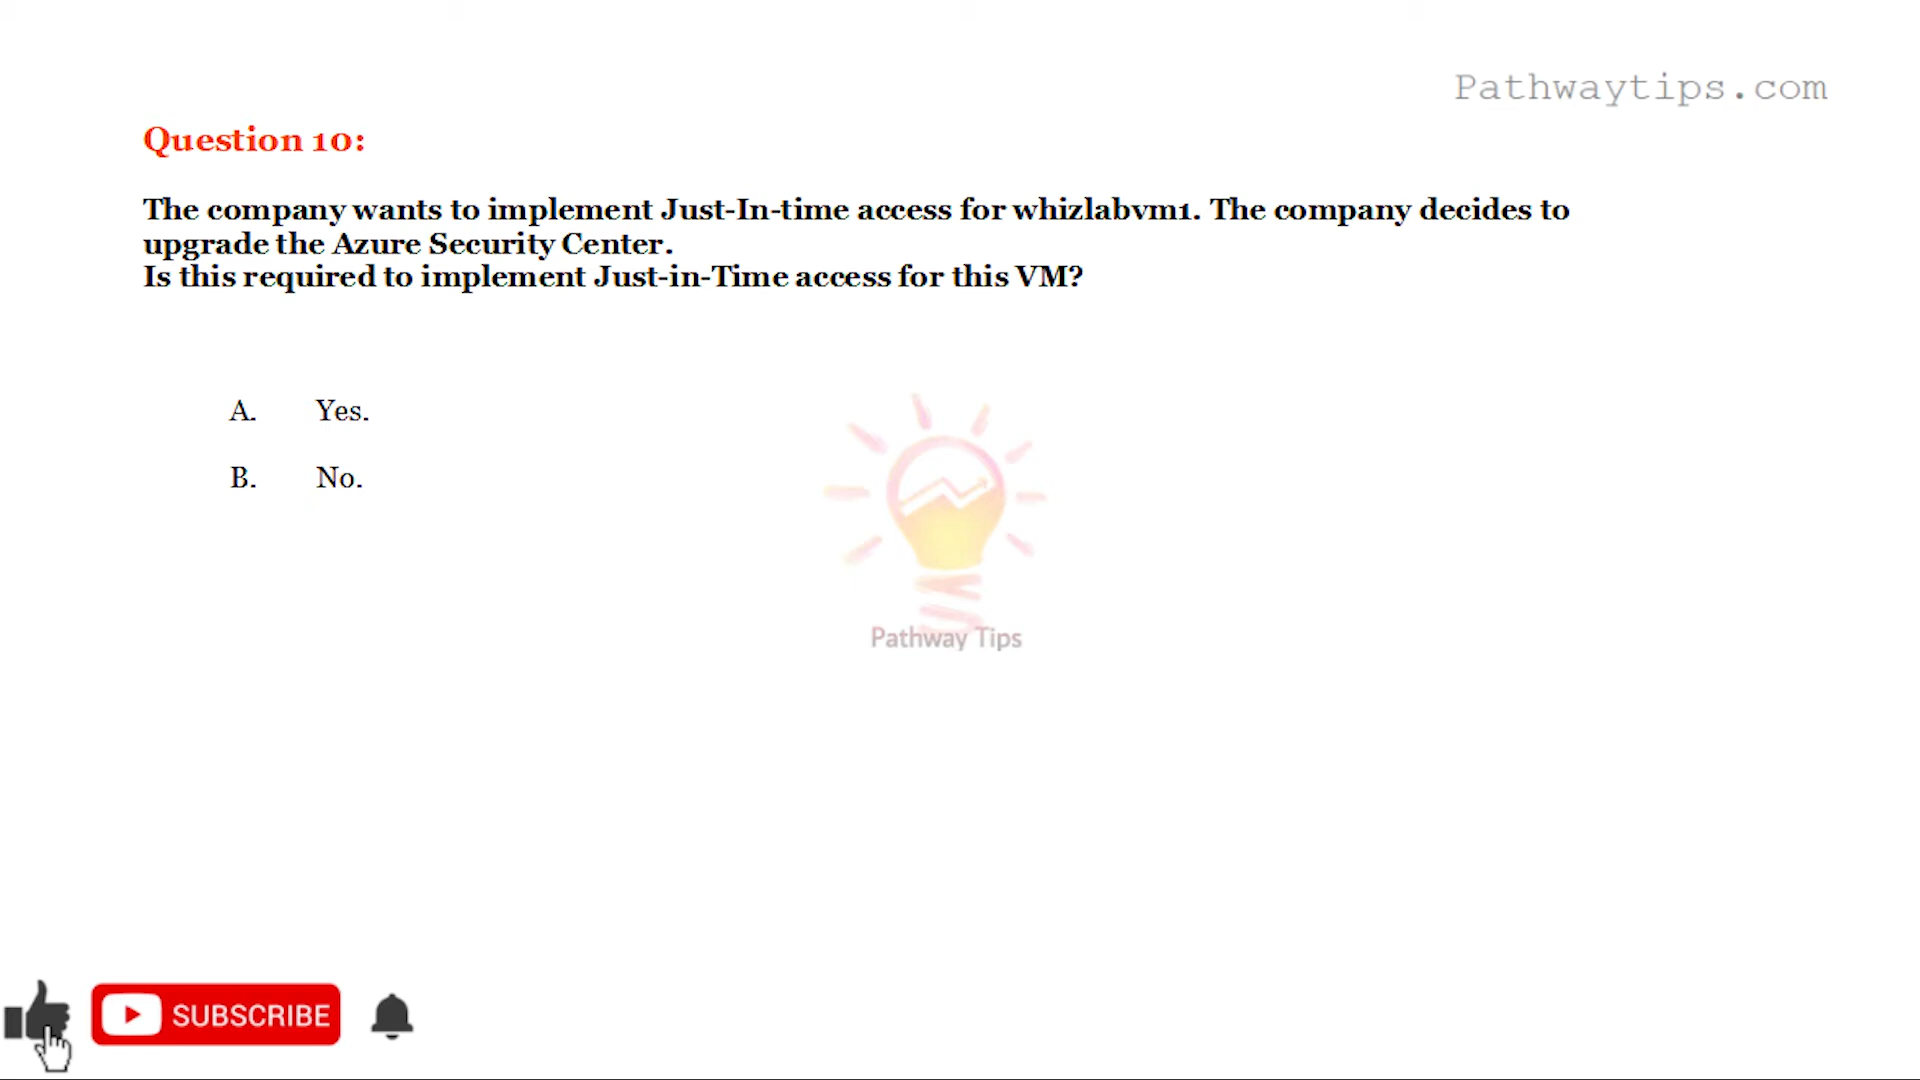 Pathwaytips.com
Question 10:
The company wants to implement Just-In-time access for whizlabvm1. The company decides to
upgrade the Azure Security Center.
Is this required to implement Just-in-Time access for this VM?
A. Yes.
B. No.
Pathway Tips
SUBSCRIBE